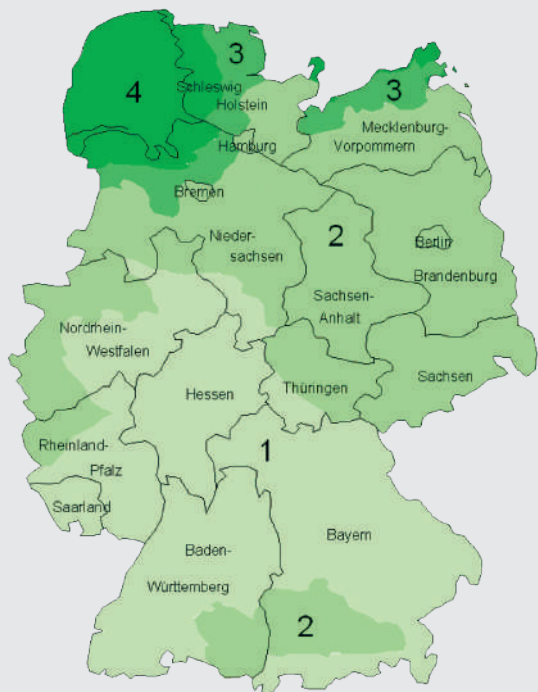 3
4
Schleswig
Holstein
3
Mecklenburg-
Vorpommern
Hamburg
Bremen
Nieder-
sachsen
2
Berlin
Brandenburg
Sachsen-
Anhalt
Nordrhein-
Westfalen
Hessen
Thüringen
Sachsen
Rheinland-
Pfalz
1
Saarland
Bayern
Baden-
Württemberg
2